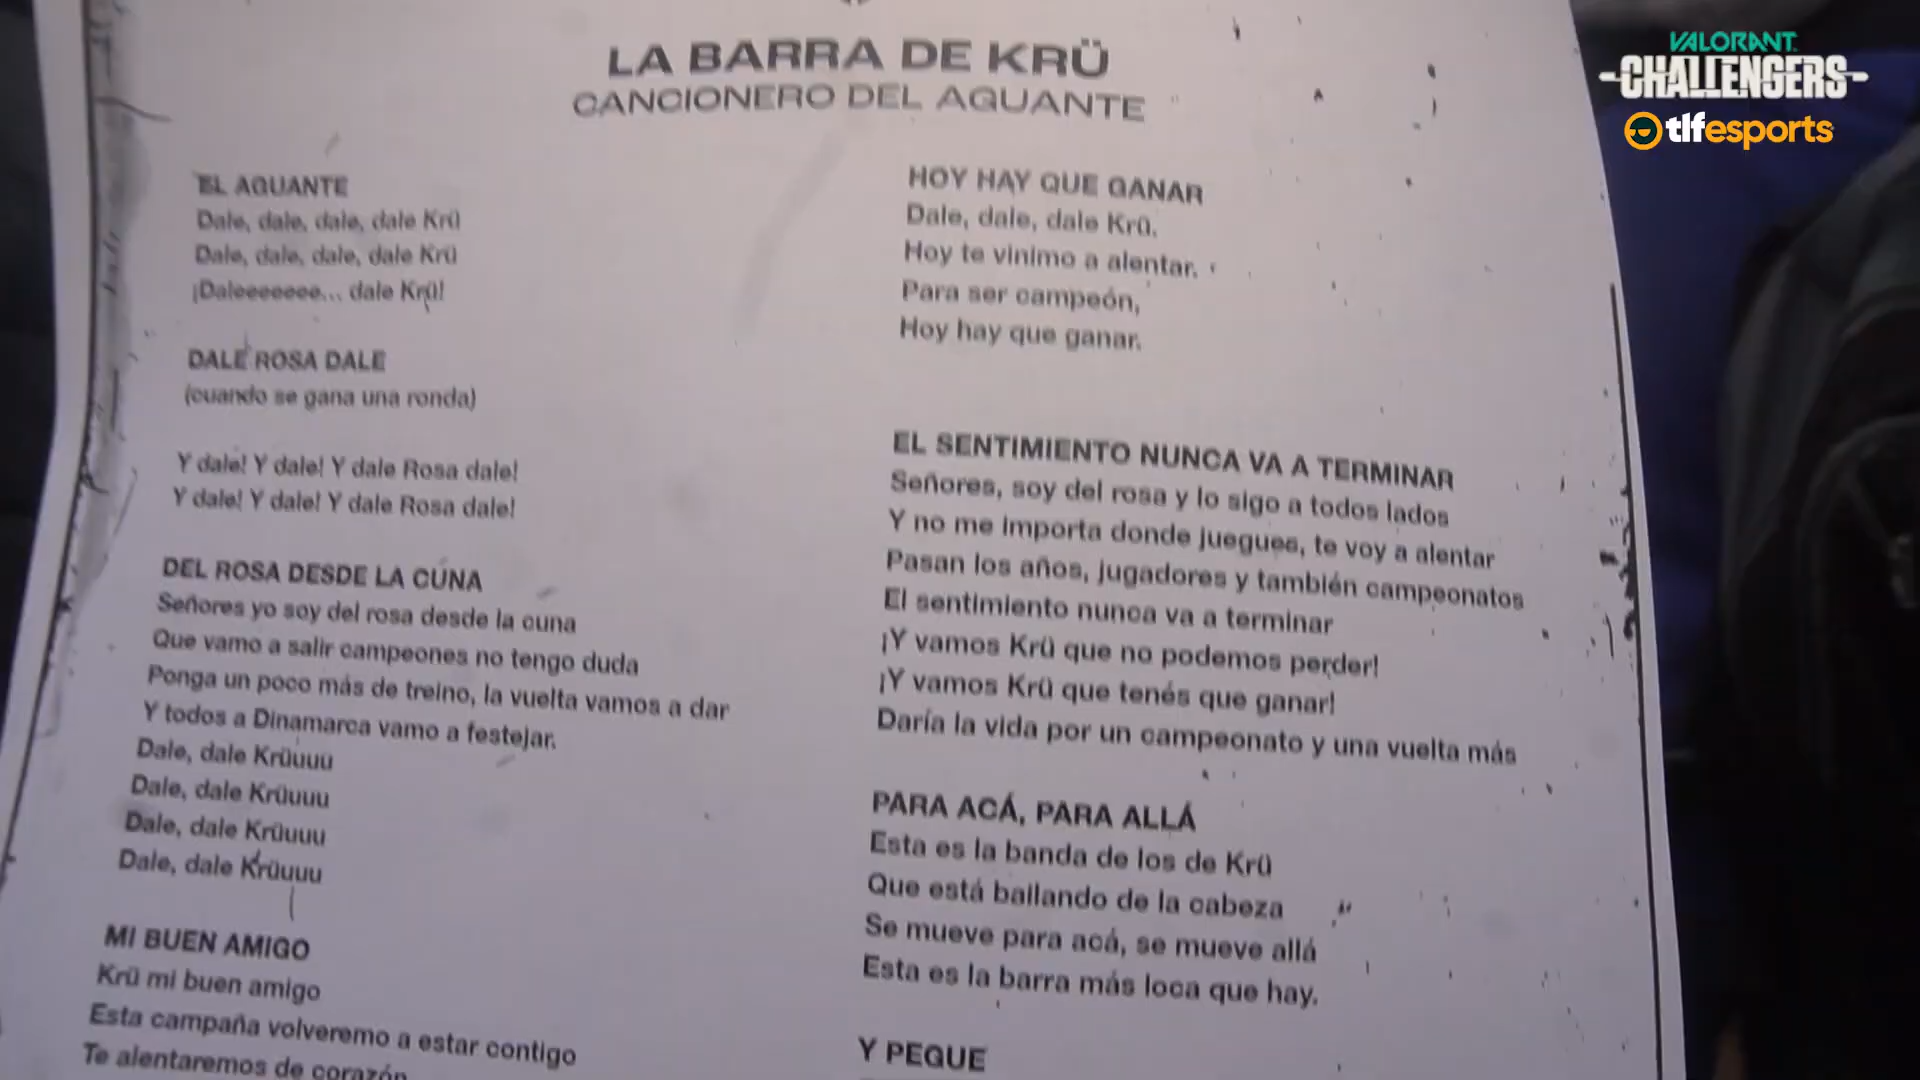 LA BARRA DE KRÜ
CANCIONERO DEL AGUANTE
EL AGUANTE
Dale, dale, dale, dale Krü
Dale, dale, dale, dale Krü
¡Daleeeeeee... dale Krü!
DALE ROSA DALE
(cuando se gana una ronda)
Y dale! Y dale! Y dale Rosa dale!
Y dale! Y dale! Y dale Rosa dale!
DEL ROSA DESDE LA CUNA
Señores yo soy del rosa desde la cuna
Que vamo a salir campeones no tengo duda
Ponga un poco más de treino, la vuelta vamos a dar
Y todos a Dinamarca vamo a festejar.
Dale, dale Krüuuu
Dale, dale Krüuuu
Dale, dale Krüuuu
Dale, dale Krüuuu
MI BUEN AMIGO
Krü mi buen amigo
Esta campaña volveremo a estar contigo
Te alentaremos de corazón
HOY HAY QUE GANAR
Dale, dale, dale Krü.
Hoy te vinimo a alentar.
Para ser campeón,
Hoy hay que ganar.
EL SENTIMIENTO NUNCA VA A TERMINAR
Señores, soy del rosa y lo sigo a todos lados
Y no me importa donde juegues, te voy a alentar
Pasan los años, jugadores y también campeonatos
El sentimiento nunca va a terminar
¡Y vamos Krü que no podemos perder!
¡Y vamos Krü que tenés que ganar!
Daría la vida por un campeonato y una vuelta más
PARA ACÁ, PARA ALLÁ
Esta es la banda de los de Krü
Que está bailando de la cabeza
Se mueve para acá, se mueve allá
Esta es la barra más loca que hay.
Y PEGUE
VALORANT
CHALLENGERS
tlfesports